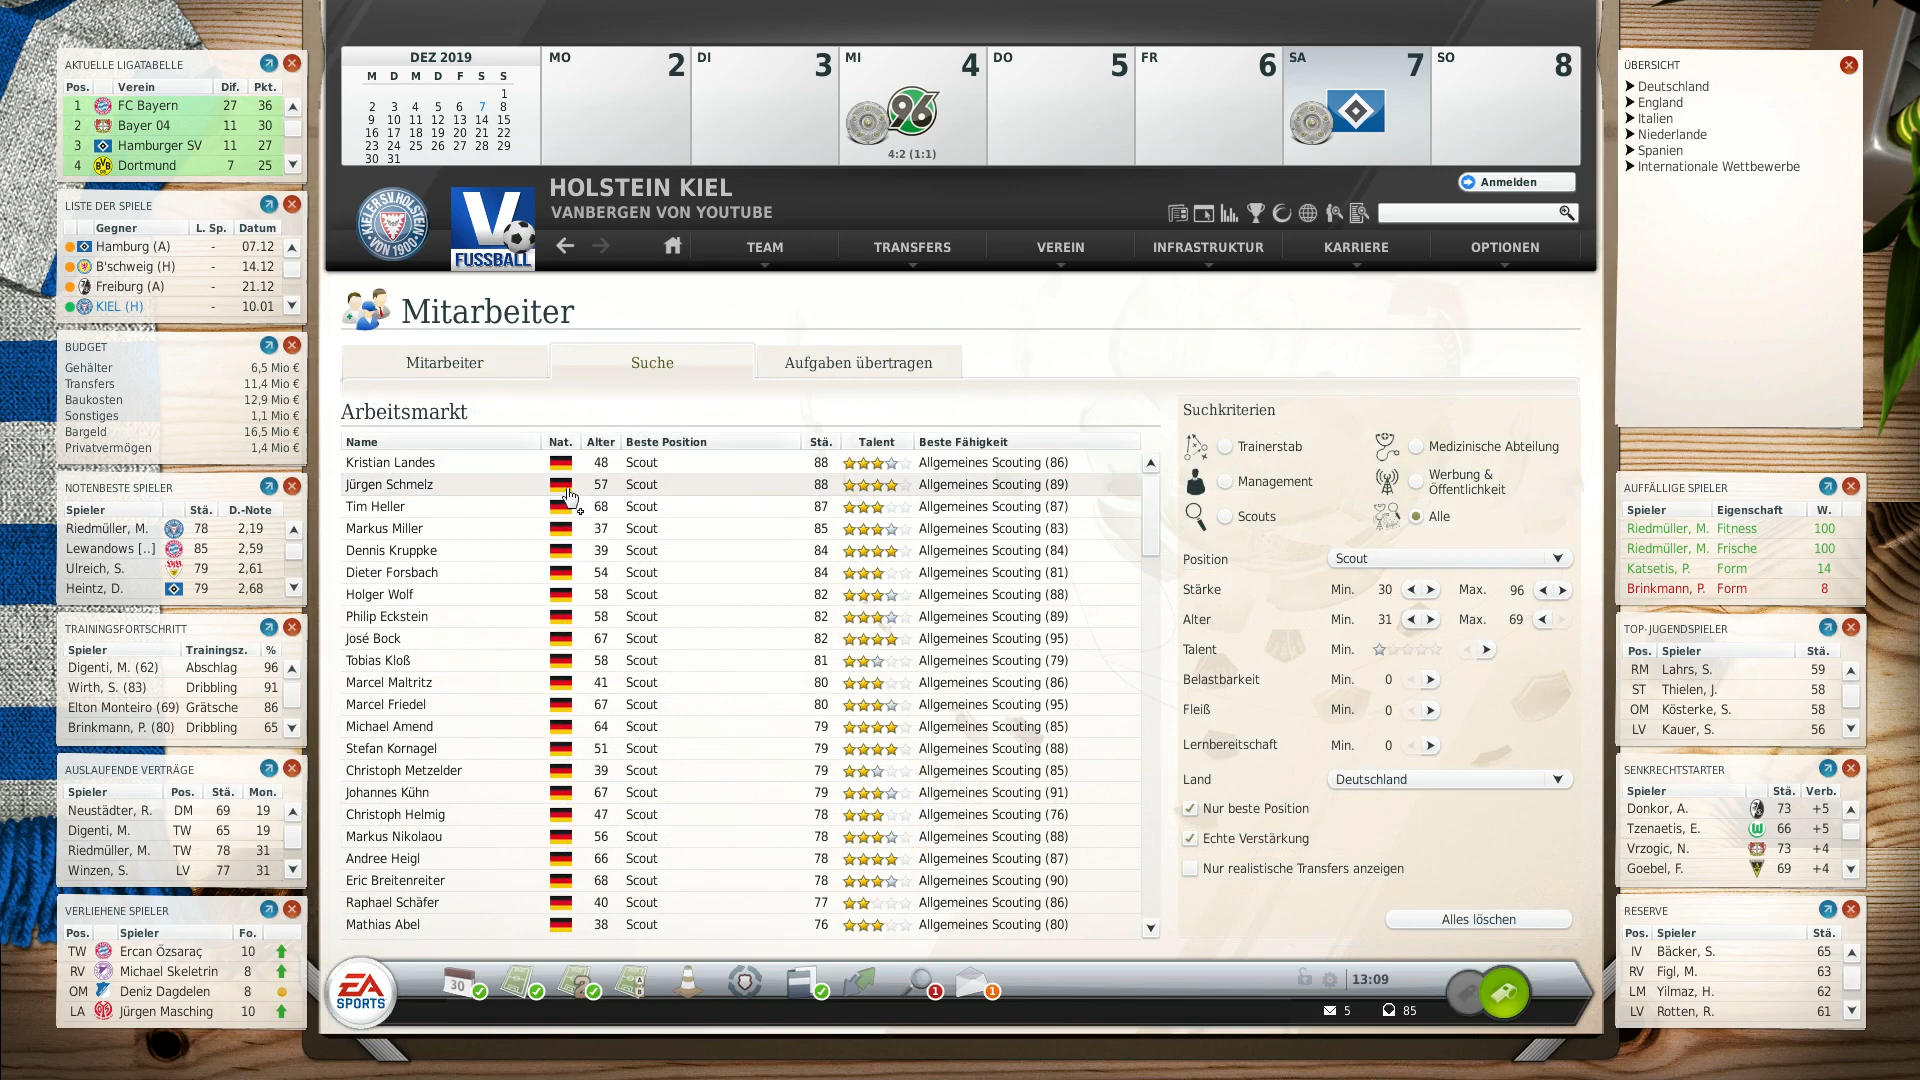 AKTUELLE LIGATABELLE
Pos. Verein Dif. Pkt.
1 FC Bayern 27 36
2 Bayer 04 11 30
3 Hamburger SV 11 27
4 Dortmund 7 25
LISTE DER SPIELE
Gegner L. Sp. Datum
Hamburg (A) - 07.12
B'schweig (H) - 14.12
Freiburg (A) - 21.12
KIEL (H) - 10.01
BUDGET
Gehälter 6,5 Mio €
Transfers 11,4 Mio €
Baukosten 12,9 Mio €
Sonstiges 1,1 Mio €
Bargeld 16,5 Mio €
Privatvermögen 1,4 Mio €
NOTENBESTE SPIELER
Spieler Stä. D.-Note
Riedmüller, M. 78 2,19
Lewandows [..] 85 2,59
Ulreich, S. 79 2,61
Heintz, D. 79 2,68
TRAININGSFORTSCHRITT
Spieler Trainingsz. %
Digenti, M. (62) Abschlag 96
Wirth, S. (83) Dribbling 91
Elton Monteiro (69) Grätsche 86
Brinkmann, P. (80) Dribbling 65
AUSLAUFENDE VERTRÄGE
Spieler Pos. Stä. Mon.
Neustädter, R. DM 69 19
Digenti, M. TW 65 19
Riedmüller, M. TW 78 31
Winzen, S. LV 77 31
VERLIEHENE SPIELER
Pos. Spieler Fo.
TW Ercan Özsaraç 10
RV Michael Skeletrin 8
OM Deniz Dagdelen 8
LA Jürgen Masching 10
DEZ 2019
M D M D F S S
1
2 3 4 5 6 7 8
9 10 11 12 13 14 15
16 17 18 19 20 21 22
23 24 25 26 27 28 29
30 31
MO 2 DI 3 MI 4 DO 5 FR 6 SA 7 SO 8
96
4:2 (1:1)
KIELER S.V. HOLSTEIN
VON 1900
V
FUSSBALL
HOLSTEIN KIEL
VANBERGEN VON YOUTUBE
Anmelden
TEAM TRANSFERS VEREIN INFRASTRUKTUR KARRIERE OPTIONEN
Mitarbeiter
Mitarbeiter Suche Aufgaben übertragen
Arbeitsmarkt
Name Nat. Alter Beste Position Stä. Talent Beste Fähigkeit
Kristian Landes 48 Scout 88 Allgemeines Scouting (86)
Jürgen Schmelz 57 Scout 88 Allgemeines Scouting (89)
Tim Heller 68 Scout 87 Allgemeines Scouting (87)
Markus Miller 37 Scout 85 Allgemeines Scouting (83)
Dennis Kruppke 39 Scout 84 Allgemeines Scouting (84)
Dieter Forsbach 54 Scout 84 Allgemeines Scouting (81)
Holger Wolf 58 Scout 82 Allgemeines Scouting (88)
Philip Eckstein 58 Scout 82 Allgemeines Scouting (89)
José Bock 67 Scout 82 Allgemeines Scouting (95)
Tobias Kloß 58 Scout 81 Allgemeines Scouting (79)
Marcel Maltritz 41 Scout 80 Allgemeines Scouting (86)
Marcel Friedel 67 Scout 80 Allgemeines Scouting (95)
Michael Amend 64 Scout 79 Allgemeines Scouting (85)
Stefan Kornagel 51 Scout 79 Allgemeines Scouting (88)
Christoph Metzelder 39 Scout 79 Allgemeines Scouting (85)
Johannes Kühn 67 Scout 79 Allgemeines Scouting (91)
Christoph Helmig 47 Scout 78 Allgemeines Scouting (76)
Markus Nikolaou 56 Scout 78 Allgemeines Scouting (88)
Andree Heigl 66 Scout 78 Allgemeines Scouting (87)
Eric Breitenreiter 68 Scout 78 Allgemeines Scouting (90)
Raphael Schäfer 40 Scout 77 Allgemeines Scouting (86)
Mathias Abel 38 Scout 76 Allgemeines Scouting (80)
Suchkriterien
Trainerstab Medizinische Abteilung
Management Werbung &
Öffentlichkeit
Scouts Alle
Position Scout
Stärke Min. 30 Max. 96
Alter Min. 31 Max. 69
Talent Min.
Belastbarkeit Min. 0
Fleiß Min. 0
Lernbereitschaft Min. 0
Land Deutschland
Nur beste Position
Echte Verstärkung
Nur realistische Transfers anzeigen
Alles löschen
EA
SPORTS
30
1
1
13:09
5 85
ÜBERSICHT
Deutschland
England
Italien
Niederlande
Spanien
Internationale Wettbewerbe
AUFFÄLLIGE SPIELER
Spieler Eigenschaft W.
Riedmüller, M. Fitness 100
Riedmüller, M. Frische 100
Katsetis, P. Form 14
Brinkmann, P. Form 8
TOP-JUGENDSPIELER
Pos. Spieler Stä.
RM Lahrs, S. 59
ST Thielen, J. 58
OM Kösterke, S. 58
LV Kauer, S. 56
SENKRECHTSTARTER
Spieler Stä. Verb.
Donkor, A. 73 +5
Tzenaetis, E. 66 +5
Vrzogic, N. 73 +4
Goebel, F. 69 +4
RESERVE
Pos. Spieler Stä.
IV Bäcker, S. 65
RV Figl, M. 63
LM Yilmaz, H. 62
LV Rotten, R. 61